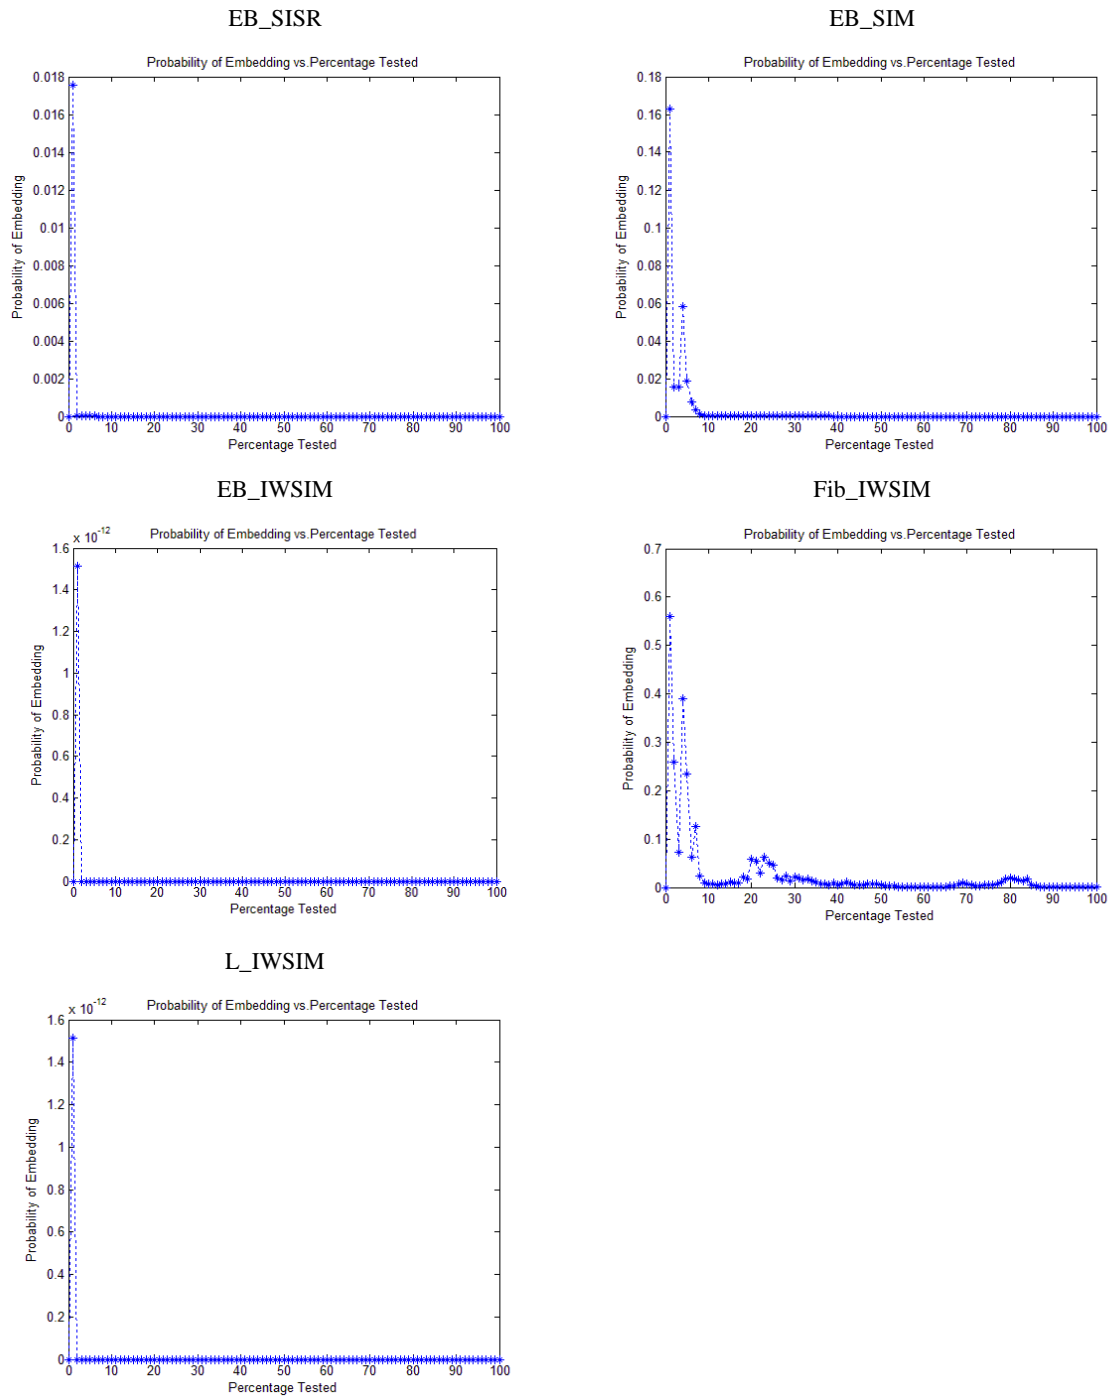 EB_SISR
Probability of Embedding vs.Percentage Tested
0.018
0.016
0.014
0.012
0.01
0.008
0.006
0.004
0.002
0
Probability of Embedding
0 10 20 30 40 50 60 70 80 90 100
Percentage Tested
EB_SIM
Probability of Embedding vs.Percentage Tested
0.18
0.16
0.14
0.12
0.1
0.08
0.06
0.04
0.02
0
Probability of Embedding
0 10 20 30 40 50 60 70 80 90 100
Percentage Tested
EB_IWSIM
x 10-12
Probability of Embedding vs.Percentage Tested
1.6
1.4
1.2
1
0.8
0.6
0.4
0.2
0
Probability of Embedding
0 10 20 30 40 50 60 70 80 90 100
Percentage Tested
Fib_IWSIM
Probability of Embedding vs.Percentage Tested
0.7
0.6
0.5
0.4
0.3
0.2
0.1
0
Probability of Embedding
0 10 20 30 40 50 60 70 80 90 100
Percentage Tested
L_IWSIM
x 10-12
Probability of Embedding vs.Percentage Tested
1.6
1.4
1.2
1
0.8
0.6
0.4
0.2
0
Probability of Embedding
0 10 20 30 40 50 60 70 80 90 100
Percentage Tested